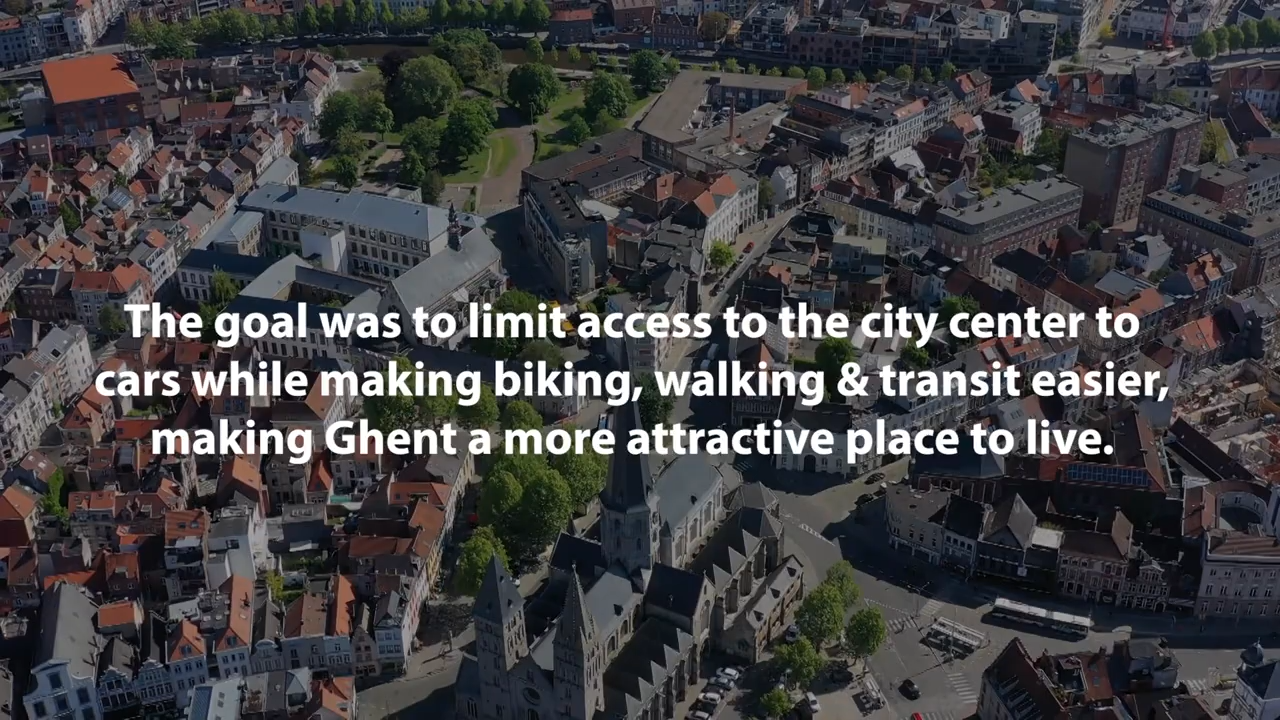 The goal was to limit access to the city center to
cars while making biking, walking & transit easier,
making Ghent a more attractive place to live.